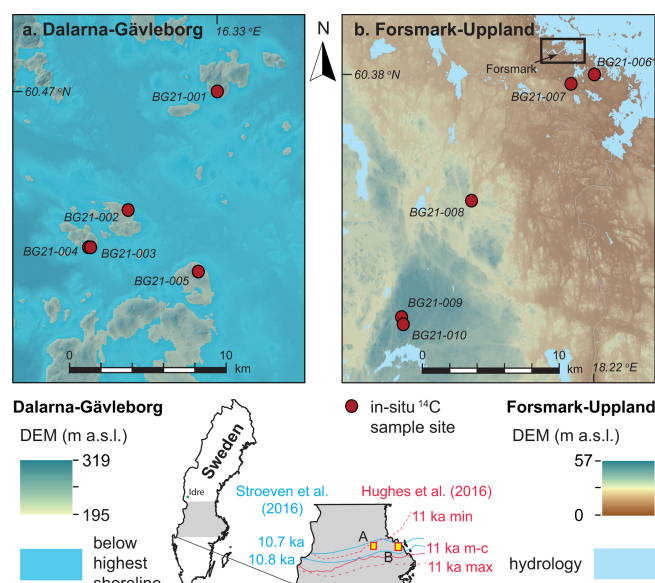 a. Dalarna-Gävleborg
16.33 °E
60.47 °N
BG21-001
BG21-002
BG21-004
BG21-003
BG21-005
0
10
km
N
b. Forsmark-Uppland
60.38 °N
Forsmark
BG21-006
BG21-007
BG21-008
BG21-009
BG21-010
0
10
km
18.22 °E
Dalarna-Gävleborg
DEM (m a.s.l.)
319
195
below
highest
shoreline
Sweden
Idre
in-situ ¹⁴C
sample site
Stroeven et al.
(2016)
Hughes et al. (2016)
11 ka min
10.7 ka
10.8 ka
A
B
11 ka m-c
11 ka max
Forsmark-Uppland
DEM (m a.s.l.)
57
0
hydrology